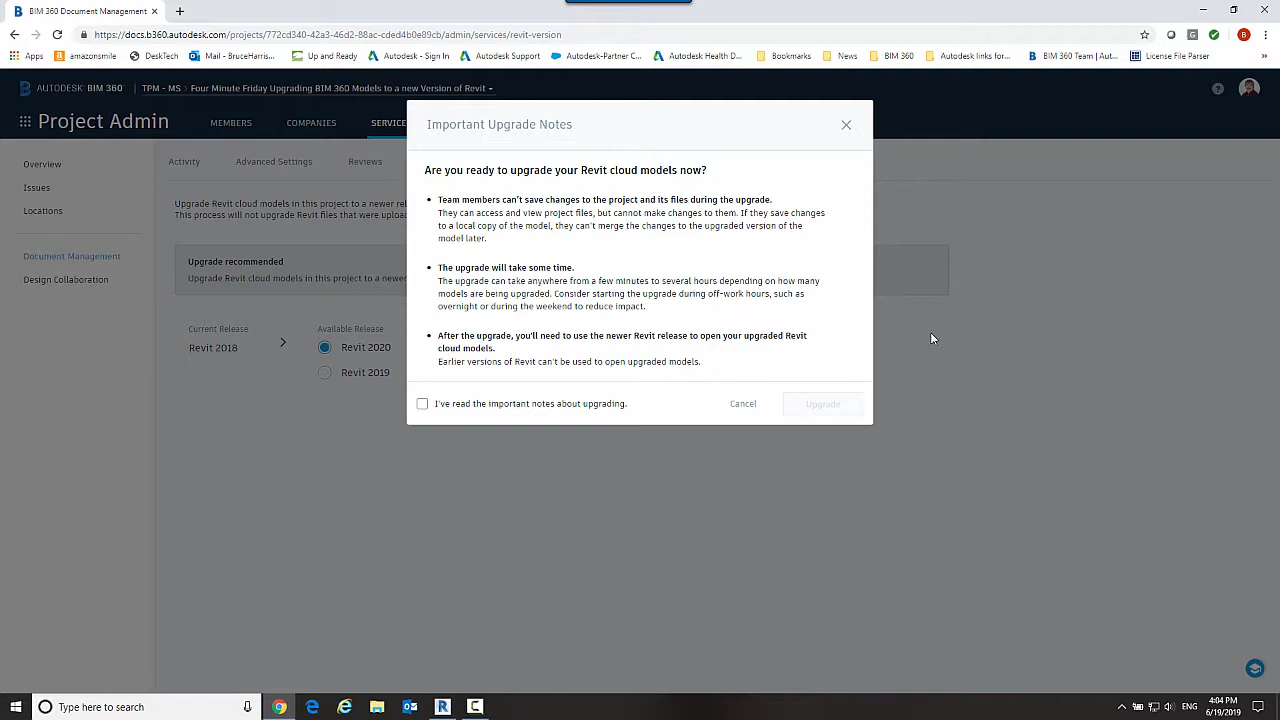 BIM 360 Document Management
https://docs.b360.autodesk.com/projects/772cd340-42a3-46d2-88ac-cded4b0e89cb/admin/services/revit-version
Apps amazonsmile DeskTech Mail - BruceHarris... Up and Ready Autodesk - Sign In Autodesk Support Autodesk-Partner C... Autodesk Health D... Bookmarks News BIM 360 Autodesk links for... BIM 360 Team | Aut... License File Parser
AUTODESK BIM 360 TPM - MS > Four Minute Friday Upgrading BIM 360 Models to a new Version of Revit
Project Admin MEMBERS COMPANIES SERVICE
Overview
Issues
Locations
Document Management
Design Collaboration
Activity Advanced Settings Reviews
Upgrade Revit cloud models in this project to a newer rele
This process will not upgrade Revit files that were upload
Upgrade recommended
Upgrade Revit cloud models in this project to a newer
Current Release Available Release
Revit 2018 > Revit 2020
Revit 2019
Important Upgrade Notes
Are you ready to upgrade your Revit cloud models now?
• Team members can't save changes to the project and its files during the upgrade.
They can access and view project files, but cannot make changes to them. If they save changes
to a local copy of the model, they can't merge the changes to the upgraded version of the
model later.
• The upgrade will take some time.
The upgrade can take anywhere from a few minutes to several hours depending on how many
models are being upgraded. Consider starting the upgrade during off-work hours, such as
overnight or during the weekend to reduce impact.
• After the upgrade, you'll need to use the newer Revit release to open your upgraded Revit
cloud models.
Earlier versions of Revit can't be used to open upgraded models.
I've read the important notes about upgrading. Cancel Upgrade
Type here to search
ENG
4:04 PM
6/19/2019